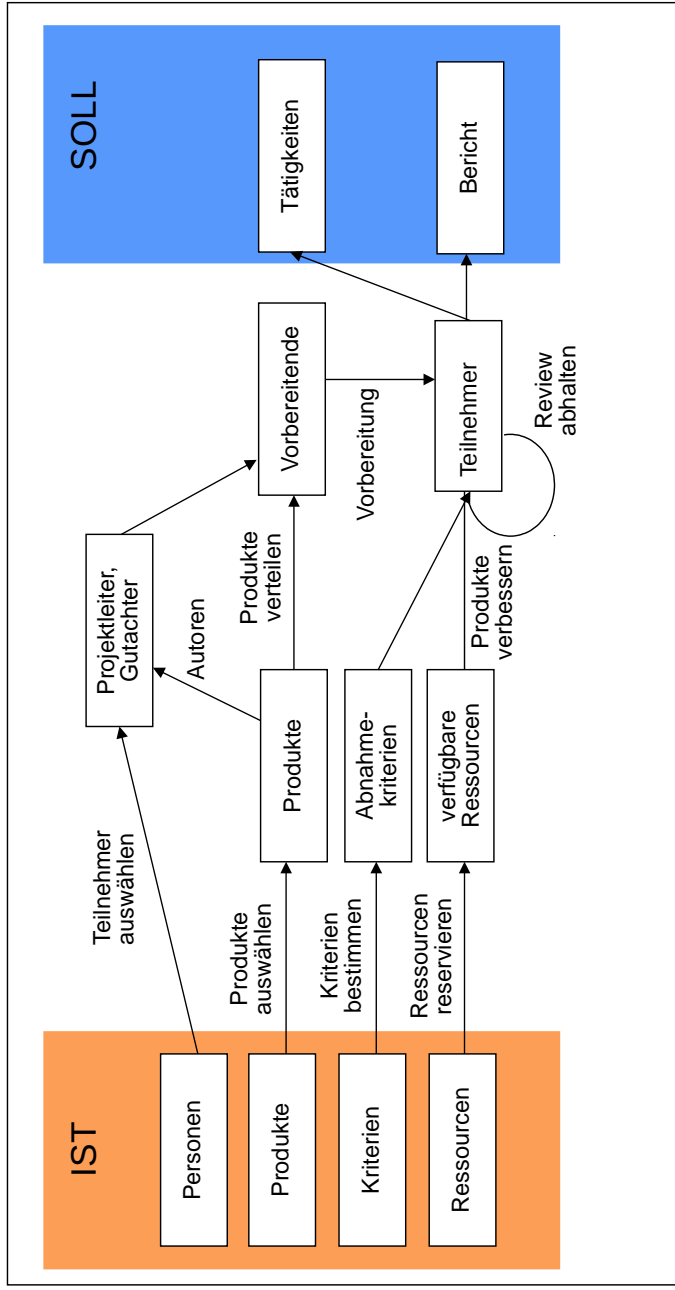 IST
Personen
Produkte
Kriterien
Ressourcen
Teilnehmer
auswählen
Produkte
auswählen
Kriterien
bestimmen
Ressourcen
reservieren
Projektleiter,
Gutachter
Autoren
Produkte
Abnahme-
kriterien
verfügbare
Ressourcen
Produkte
verteilen
Produkte
verbessern
Vorbereitende
Vorbereitung
Teilnehmer
Review
abhalten
SOLL
Tätigkeiten
Bericht